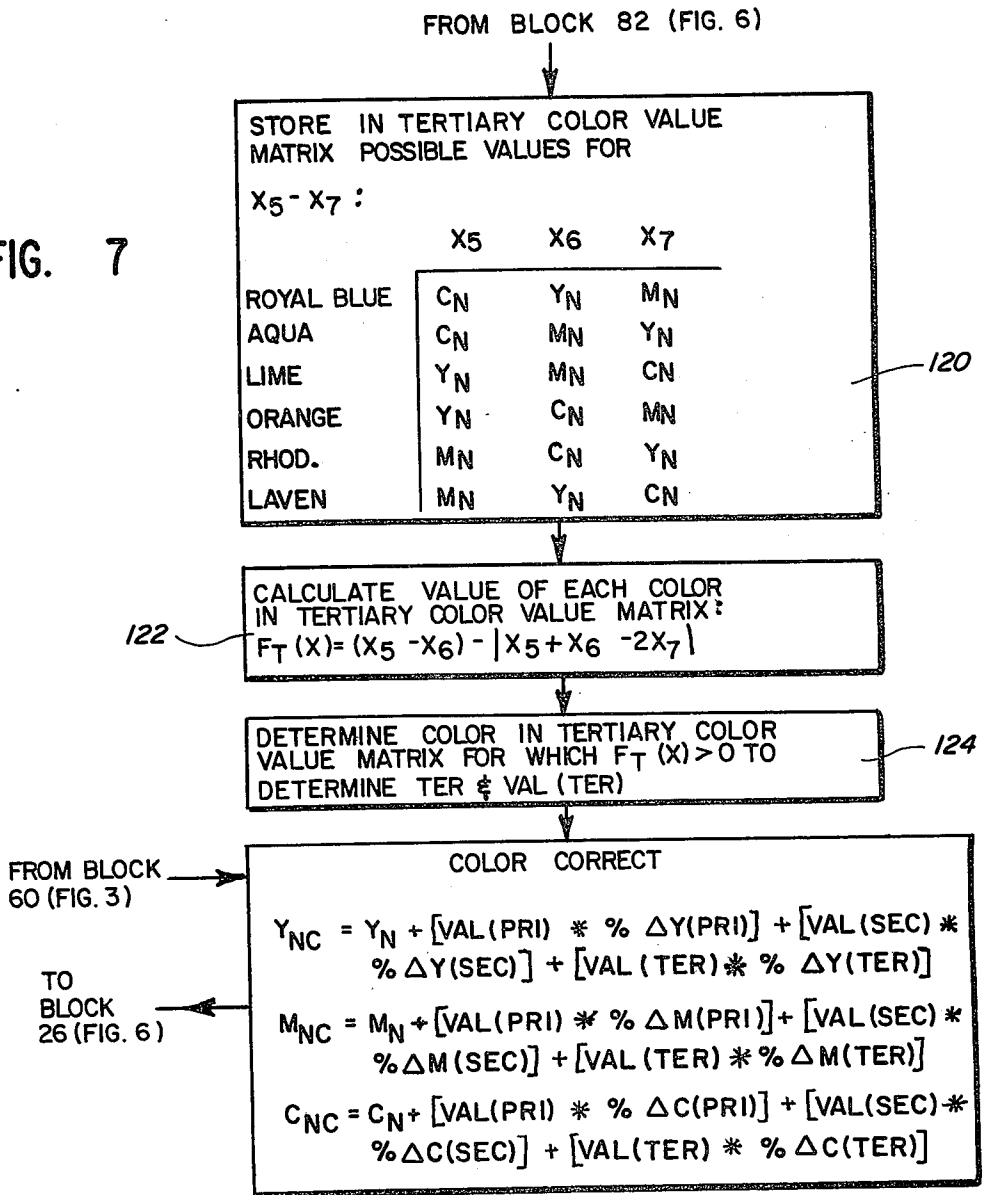 FROM BLOCK 82 (FIG. 6)
STORE IN TERTIARY COLOR VALUE
MATRIX POSSIBLE VALUES FOR
X5 - X7 :
FIG. 7
X5 X6 X7
ROYAL BLUE CN YN MN
AQUA CN MN YN
LIME YN MN CN
ORANGE YN CN MN
RHOD. MN CN YN
LAVEN MN YN CN
120
CALCULATE VALUE OF EACH COLOR
IN TERTIARY COLOR VALUE MATRIX:
FT (X) = (X5 - X6) - |X5 + X6 - 2X7|
122
DETERMINE COLOR IN TERTIARY COLOR
VALUE MATRIX FOR WHICH FT (X) > 0 TO
DETERMINE TER & VAL (TER)
124
FROM BLOCK
60 (FIG. 3)
TO
BLOCK
26 (FIG. 6)
COLOR CORRECT
YNC = YN + [VAL(PRI) * % ΔY(PRI)] + [VAL(SEC) *
% ΔY(SEC)] + [VAL (TER) * % ΔY(TER)]
MNC = MN + [VAL(PRI) * % ΔM(PRI)] + [VAL(SEC) *
% ΔM(SEC)] + [VAL(TER) * % ΔM(TER)]
CNC = CN + [VAL(PRI) * % ΔC(PRI)] + [VAL(SEC) *
% ΔC(SEC)] + [VAL(TER) * % ΔC(TER)]